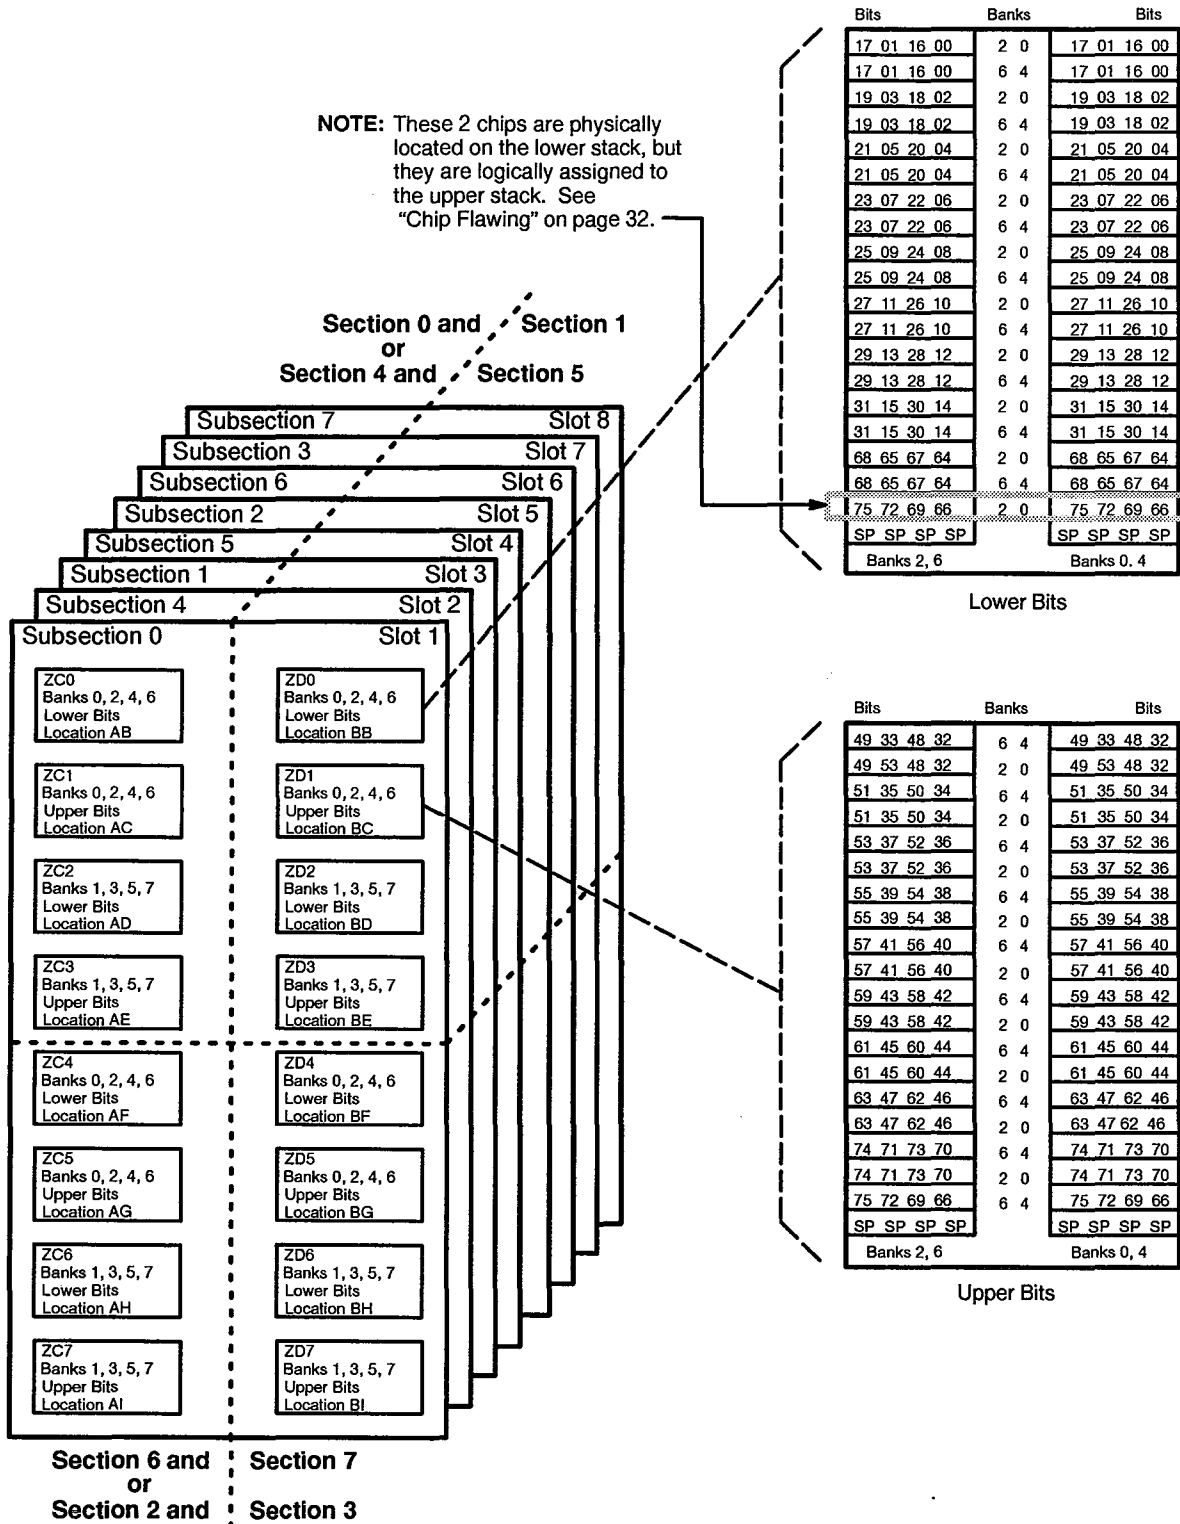 Bits Banks Bits
17 01 16 00 2 0 17 01 16 00
17 01 16 00 6 4 17 01 16 00
19 03 18 02 2 0 19 03 18 02
19 03 18 02 6 4 19 03 18 02
21 05 20 04 2 0 21 05 20 04
21 05 20 04 6 4 21 05 20 04
23 07 22 06 2 0 23 07 22 06
23 07 22 06 6 4 23 07 22 06
25 09 24 08 2 0 25 09 24 08
25 09 24 08 6 4 25 09 24 08
27 11 26 10 2 0 27 11 26 10
27 11 26 10 6 4 27 11 26 10
29 13 28 12 2 0 29 13 28 12
29 13 28 12 6 4 29 13 28 12
31 15 30 14 2 0 31 15 30 14
31 15 30 14 6 4 31 15 30 14
68 65 67 64 2 0 68 65 67 64
68 65 67 64 6 4 68 65 67 64
75 72 69 66 2 0 75 72 69 66
SP SP SP SP SP SP SP SP
Banks 2, 6 Banks 0. 4
Lower Bits
NOTE: These 2 chips are physically
located on the lower stack, but
they are logically assigned to
the upper stack. See
"Chip Flawing" on page 32.
Section 0 and Section 1
or
Section 4 and Section 5
Subsection 7 Slot 8
Subsection 3 Slot 7
Subsection 6 Slot 6
Subsection 2 Slot 5
Subsection 5 Slot 4
Subsection 1 Slot 3
Subsection 4 Slot 2
Subsection 0 Slot 1
ZC0
Banks 0, 2, 4, 6
Lower Bits
Location AB
ZD0
Banks 0, 2, 4, 6
Lower Bits
Location BB
ZC1
Banks 0, 2, 4, 6
Upper Bits
Location AC
ZD1
Banks 0, 2, 4, 6
Upper Bits
Location BC
ZC2
Banks 1, 3, 5, 7
Lower Bits
Location AD
ZD2
Banks 1, 3, 5, 7
Lower Bits
Location BD
ZC3
Banks 1, 3, 5, 7
Upper Bits
Location AE
ZD3
Banks 1, 3, 5, 7
Upper Bits
Location BE
ZC4
Banks 0, 2, 4, 6
Lower Bits
Location AF
ZD4
Banks 0, 2, 4, 6
Lower Bits
Location BF
ZC5
Banks 0, 2, 4, 6
Upper Bits
Location AG
ZD5
Banks 0, 2, 4, 6
Upper Bits
Location BG
ZC6
Banks 1, 3, 5, 7
Lower Bits
Location AH
ZD6
Banks 1, 3, 5, 7
Lower Bits
Location BH
ZC7
Banks 1, 3, 5, 7
Upper Bits
Location AI
ZD7
Banks 1, 3, 5, 7
Upper Bits
Location BI
Section 6 and Section 7
or
Section 2 and Section 3
Bits Banks Bits
49 33 48 32 6 4 49 33 48 32
49 53 48 32 2 0 49 53 48 32
51 35 50 34 6 4 51 35 50 34
51 35 50 34 2 0 51 35 50 34
53 37 52 36 6 4 53 37 52 36
53 37 52 36 2 0 53 37 52 36
55 39 54 38 6 4 55 39 54 38
55 39 54 38 2 0 55 39 54 38
57 41 56 40 6 4 57 41 56 40
57 41 56 40 2 0 57 41 56 40
59 43 58 42 6 4 59 43 58 42
59 43 58 42 2 0 59 43 58 42
61 45 60 44 6 4 61 45 60 44
61 45 60 44 2 0 61 45 60 44
63 47 62 46 6 4 63 47 62 46
63 47 62 46 2 0 63 47 62 46
74 71 73 70 6 4 74 71 73 70
74 71 73 70 2 0 74 71 73 70
75 72 69 66 6 4 75 72 69 66
SP SP SP SP SP SP SP SP
Banks 2, 6 Banks 0, 4
Upper Bits